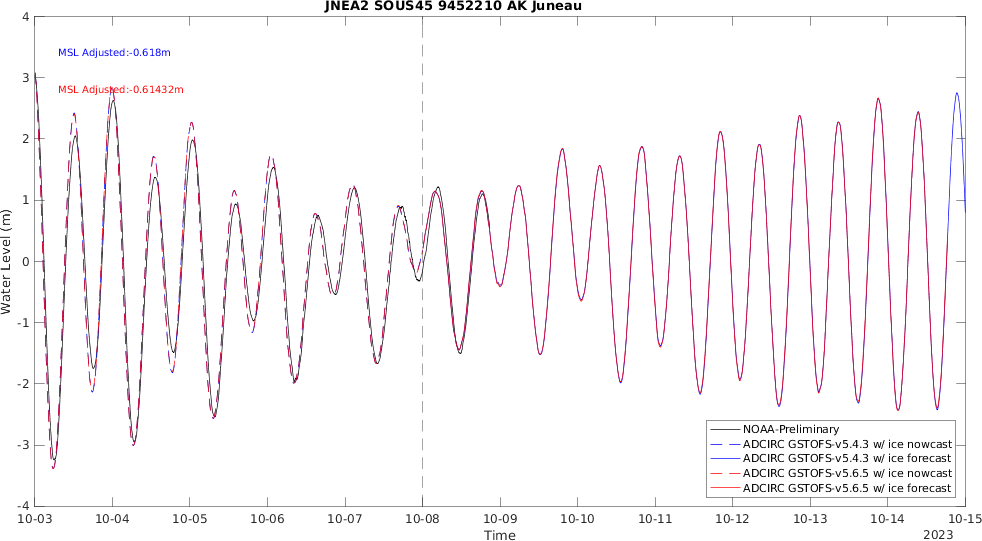 JNEA2 SOUS45 9452210 AK Juneau
MSL Adjusted:-0.618m
MSL Adjusted:-0.61432m
Water Level (m)
4
3
2
1
0
-1
-2
-3
-4
NOAA-Preliminary
ADCIRC GSTOFS-v5.4.3 w/ ice nowcast
ADCIRC GSTOFS-v5.4.3 w/ ice forecast
ADCIRC GSTOFS-v5.6.5 w/ ice nowcast
ADCIRC GSTOFS-v5.6.5 w/ ice forecast
10-03 10-04 10-05 10-06 10-07 10-08 10-09 10-10 10-11 10-12 10-13 10-14 10-15
Time
2023